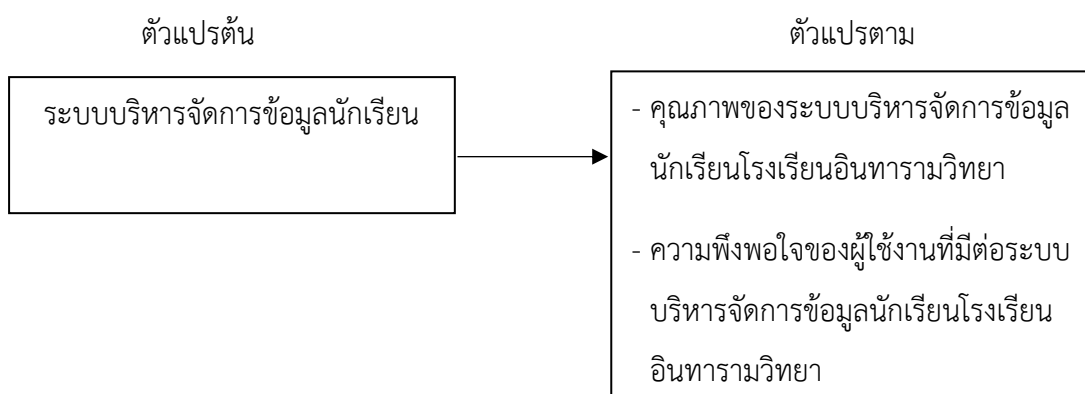 ตัวแปรต้น
ตัวแปรตาม
ระบบบริหารจัดการข้อมูลนักเรียน
- คุณภาพของระบบบริหารจัดการข้อมูล
นักเรียนโรงเรียนอินทารามวิทยา
- ความพึงพอใจของผู้ใช้งานที่มีต่อระบบ
บริหารจัดการข้อมูลนักเรียนโรงเรียน
อินทารามวิทยา